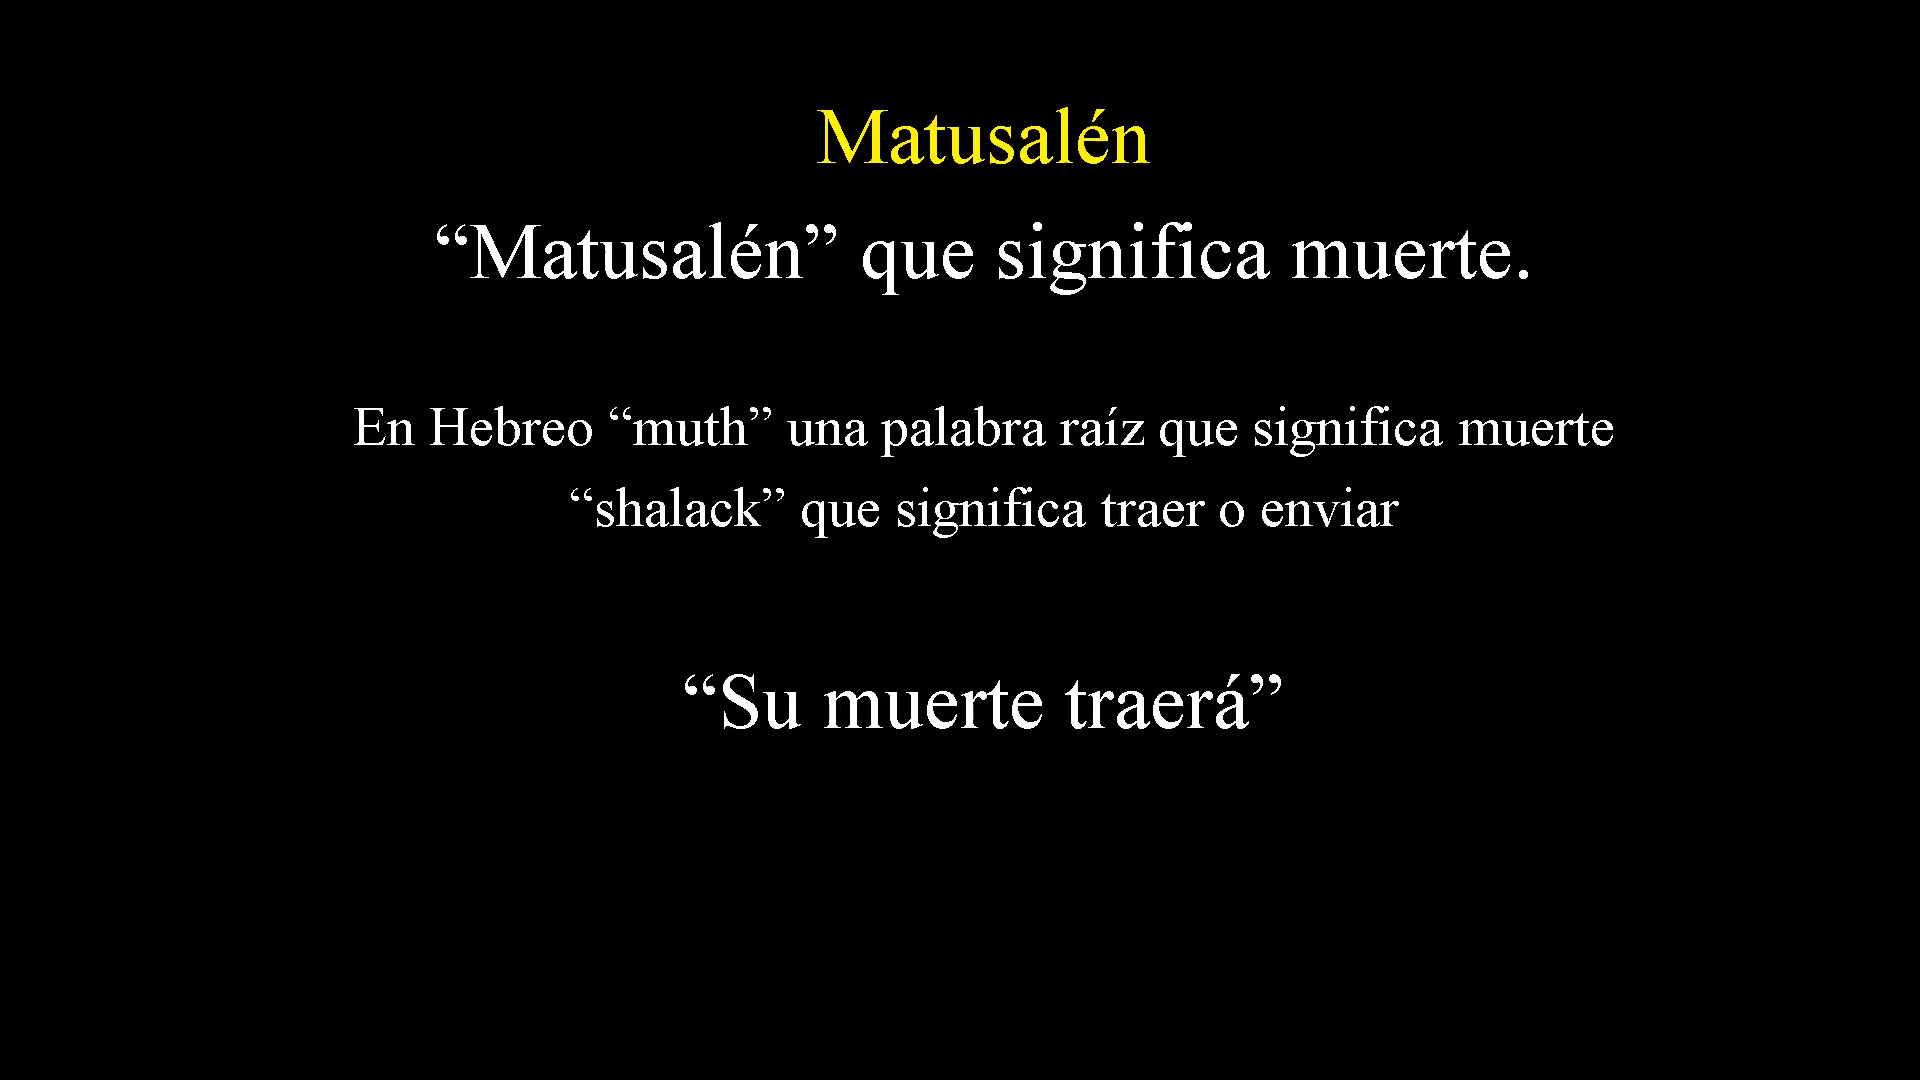 Matusalén
“Matusalén” que significa muerte.
En Hebreo “muth” una palabra raíz que significa muerte
“shalack” que significa traer o enviar
“Su muerte traerá”